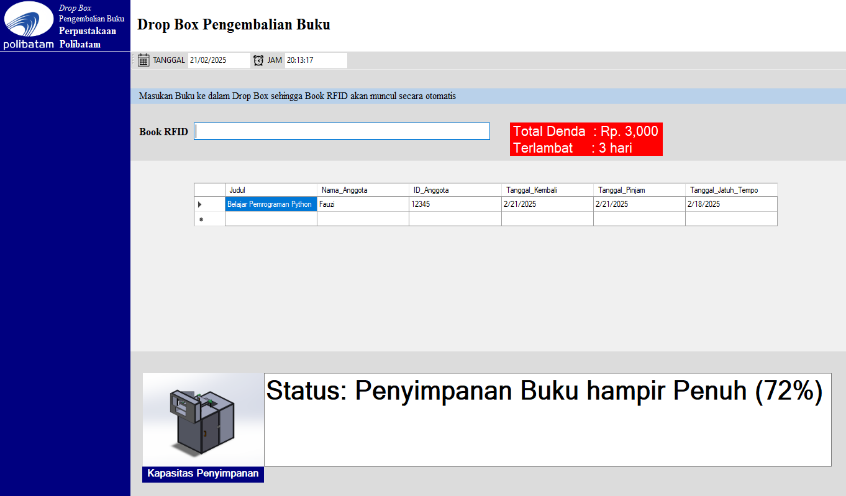 Drop Box
Pengembalian Buku
Perpustakaan
Polibatam
polibatam
Drop Box Pengembalian Buku
TANGGAL 21/02/2025 JAM 20:13:17
Masukan Buku ke dalam Drop Box sehingga Book RFID akan muncul secara otomatis
Book RFID
Total Denda : Rp. 3,000
Terlambat : 3 hari
Judul Nama_Anggota ID_Anggota Tanggal_Kembali Tanggal_Pinjam Tanggal_Jatuh_Tempo
Belajar Pemrograman Python Fauzi 12345 2/21/2025 2/21/2025 2/18/2025
Status: Penyimpanan Buku hampir Penuh (72%)
Kapasitas Penyimpanan